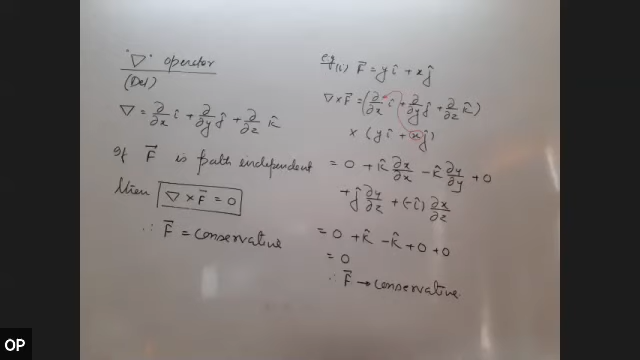 "∇" operator
(Del)
∇ = ∂/∂x î + ∂/∂y ĵ + ∂/∂z k̂
If F⃗ is path independent
then ∇ × F⃗ = 0
∴ F⃗ = conservative
eg (i) F⃗ = y î + x ĵ
∇ × F⃗ = (∂/∂x î + ∂/∂y ĵ + ∂/∂z k̂)
× (y î + x ĵ)
= 0 + k̂ ∂x/∂x − k̂ ∂y/∂y + 0
+ ĵ ∂y/∂z + (−î) ∂x/∂z
= 0 + k̂ − k̂ + 0 + 0
= 0
∴ F⃗ → conservative.
OP